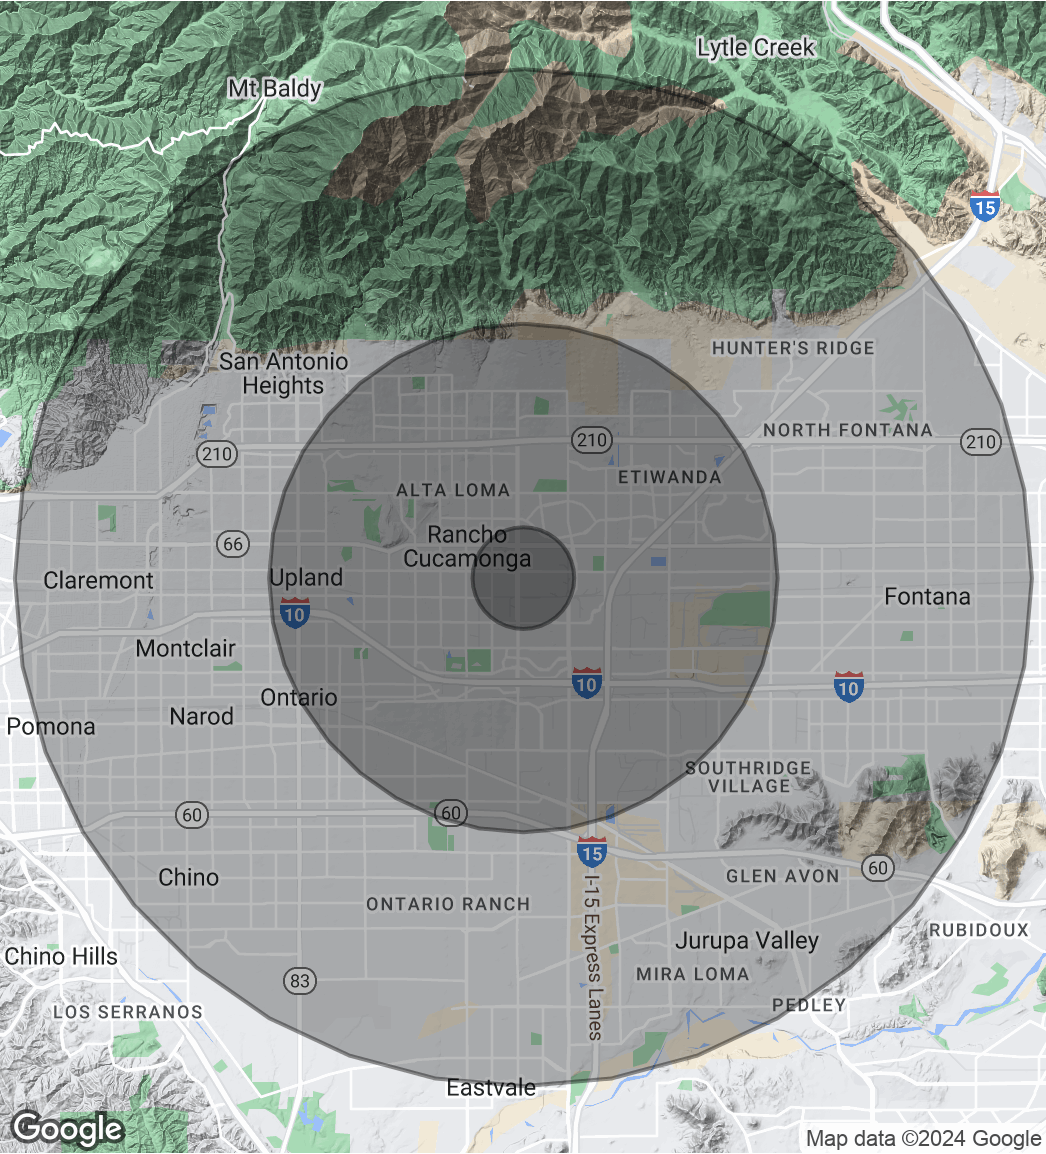 Lytle Creek
Mt Baldy
15
San Antonio
Heights
HUNTER'S RIDGE
NORTH FONTANA
210
210
210
ETIWANDA
ALTA LOMA
66
Rancho
Cucamonga
Claremont
Upland
Fontana
10
Montclair
10
10
Ontario
Narod
Pomona
SOUTHRIDGE
VILLAGE
60
60
15
60
Chino
GLEN AVON
ONTARIO RANCH
I-15 Express Lanes
RUBIDOUX
Jurupa Valley
Chino Hills
MIRA LOMA
83
PEDLEY
LOS SERRANOS
Eastvale
Google
Map data ©2024 Google